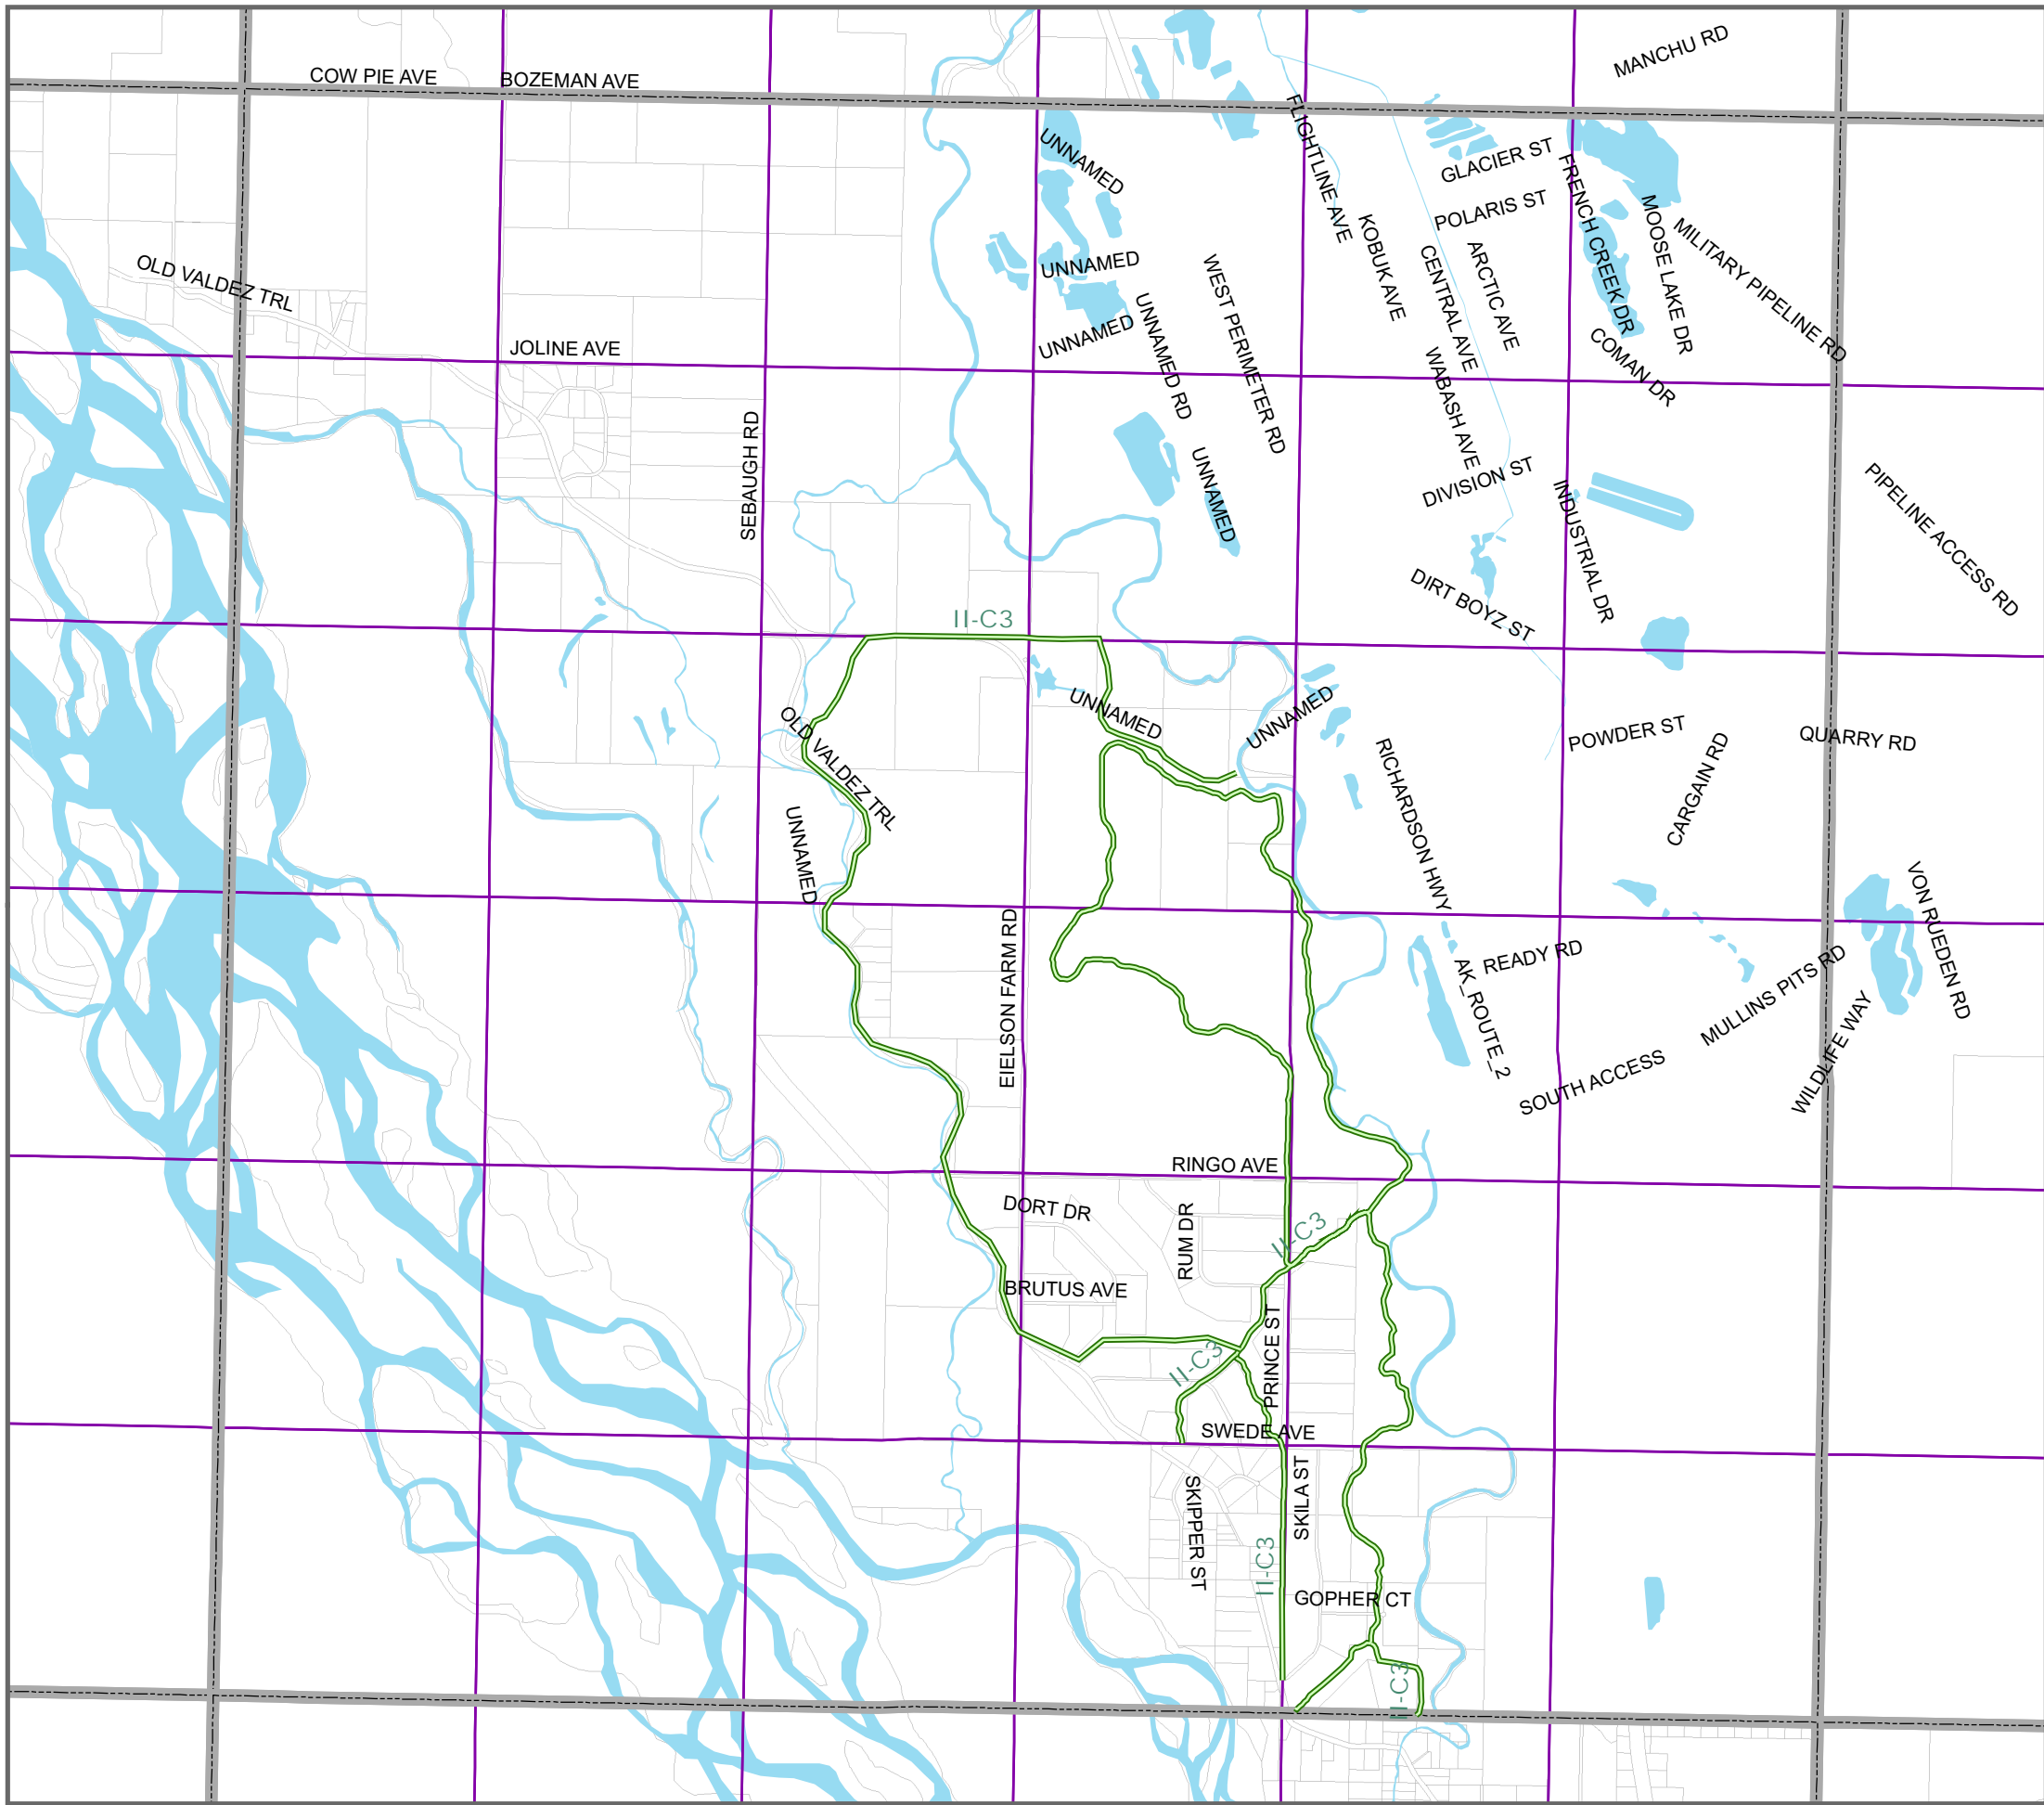 MANCHU RD
COW PIE AVE
BOZEMAN AVE
FLIGHTLINE AVE
UNNAMED
GLACIER ST
FRENCH CREEK DR
POLARIS ST
MOOSE LAKE DR
KOBUK AVE
MILITARY PIPELINE RD
OLD VALDEZ TRL
UNNAMED
WEST PERIMETER RD
CENTRAL AVE
ARCTIC AVE
UNNAMED
UNNAMED RD
JOLINE AVE
COMAN DR
WABASH AVE
SEBAUGH RD
UNNAMED
DIVISION ST
INDUSTRIAL DR
PIPELINE ACCESS RD
DIRT BOYZ ST
II-C3
UNNAMED
UNNAMED
OLD VALDEZ TRL
RICHARDSON HWY
POWDER ST
CARGAIN RD
QUARRY RD
UNNAMED
VON RUEDEN RD
EIELSON FARM RD
AK_ROUTE_2
READY RD
MULLINS PITS RD
WILDLIFE WAY
SOUTH ACCESS
RINGO AVE
DORT DR
RUM DR
II-C3
BRUTUS AVE
PRINCE ST
II-C3
SWEDE AVE
SKIPPER ST
SKILA ST
II-C3
GOPHER CT
II-C3